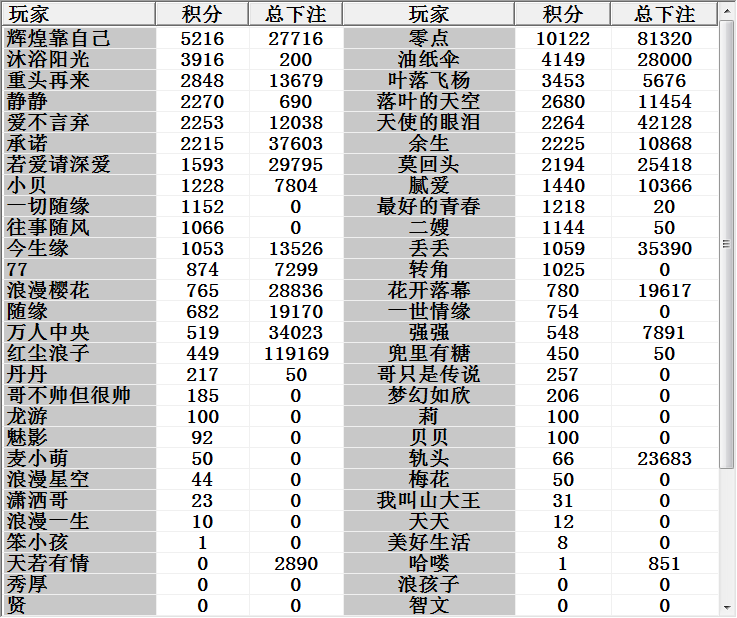 玩家 积分 总下注 玩家 积分 总下注
辉煌靠自己 5216 27716 零点 10122 81320
沐浴阳光 3916 200 油纸伞 4149 28000
重头再来 2848 13679 叶落飞杨 3453 5676
静静 2270 690 落叶的天空 2680 11454
爱不言弃 2253 12038 天使的眼泪 2264 42128
承诺 2215 37603 余生 2225 10868
若爱请深爱 1593 29795 莫回头 2194 25418
小贝 1228 7804 腻爱 1440 10366
一切随缘 1152 0 最好的青春 1218 20
往事随风 1066 0 二嫂 1144 50
今生缘 1053 13526 丢丢 1059 35390
77 874 7299 转角 1025 0
浪漫樱花 765 28836 花开落幕 780 19617
随缘 682 19170 一世情缘 754 0
万人中央 519 34023 强强 548 7891
红尘浪子 449 119169 兜里有糖 450 50
丹丹 217 50 哥只是传说 257 0
哥不帅但很帅 185 0 梦幻如欣 206 0
龙游 100 0 莉 100 0
魅影 92 0 贝贝 100 0
麦小萌 50 0 轨头 66 23683
浪漫星空 44 0 梅花 50 0
潇洒哥 23 0 我叫山大王 31 0
浪漫一生 10 0 天天 12 0
笨小孩 1 0 美好生活 8 0
天若有情 0 2890 哈喽 1 851
秀厚 0 0 浪孩子 0 0
贤 0 0 智文 0 0